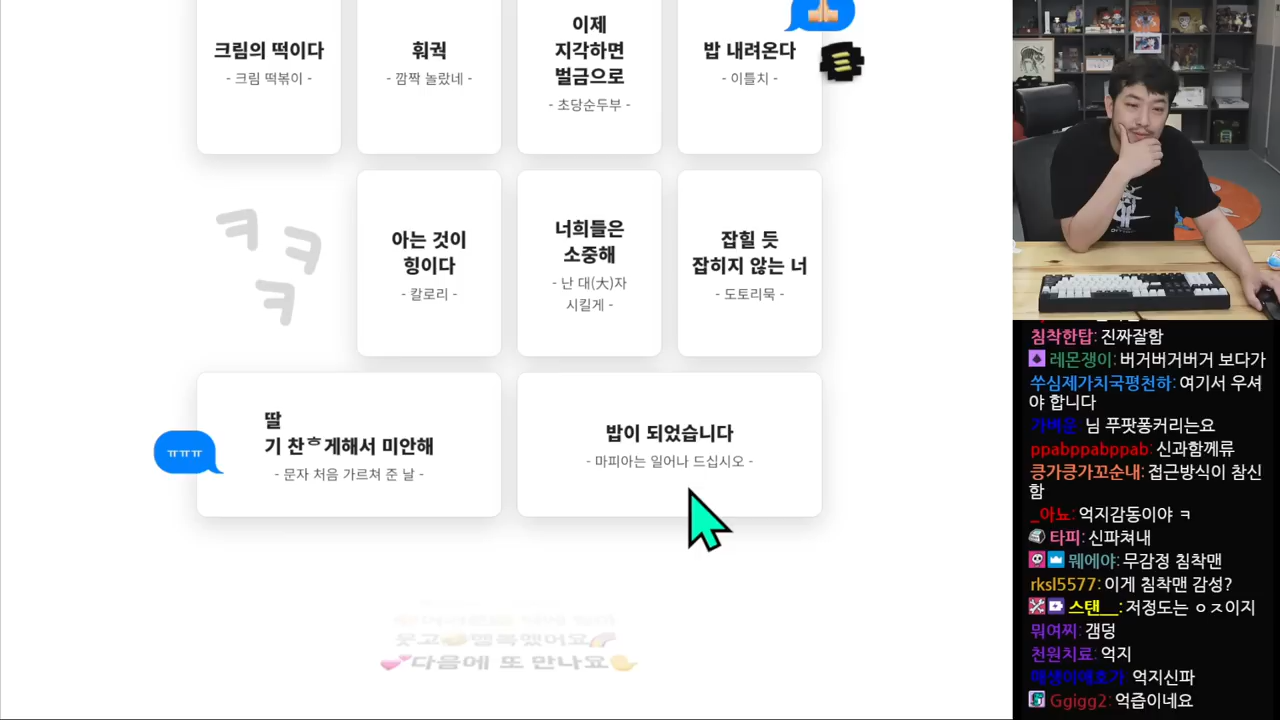 크림의 떡이다
- 크림 떡볶이 -
훠궈
- 깜짝 놀랐네 -
이제
지각하면
벌금으로
- 초당순두부 -
밥 내려온다
- 이틀치 -
ㅋㅋ
ㅋ
아는 것이
힝이다
- 칼로리 -
너희들은
소중해
- 난 대(大)자
시킬게 -
잡힐 듯
잡히지 않는 너
- 도토리묵 -
ㅠㅠㅠ
딸
기 찬ᄒ게해서 미안해
- 문자 처음 가르쳐 준 날 -
밥이 되었습니다
- 마피아는 일어나 드십시오 -
웃고🤣행복했어요🌈
💕다음에 또 만나요👏
침착한탑: 진짜잘함
레몬쟁이: 버거버거버거 보다가
쑤심제가치국평천하: 여기서 우셔
야 합니다
가벼운: 님 푸팟퐁커리는요
ppabppabppab: 신과함께류
킁가킁가꼬순내: 접근방식이 참신
함
_아뇨: 억지감동이야 ㅋ
타피: 신파쳐내
뭬에야: 무감정 침착맨
rksl5577: 이게 침착맨 감성?
스탠__: 저정도는 ㅇㅈ이지
뭐여찌: 갬덩
천원치료: 억지
억지신파
Ggigg2: 억즙이네요